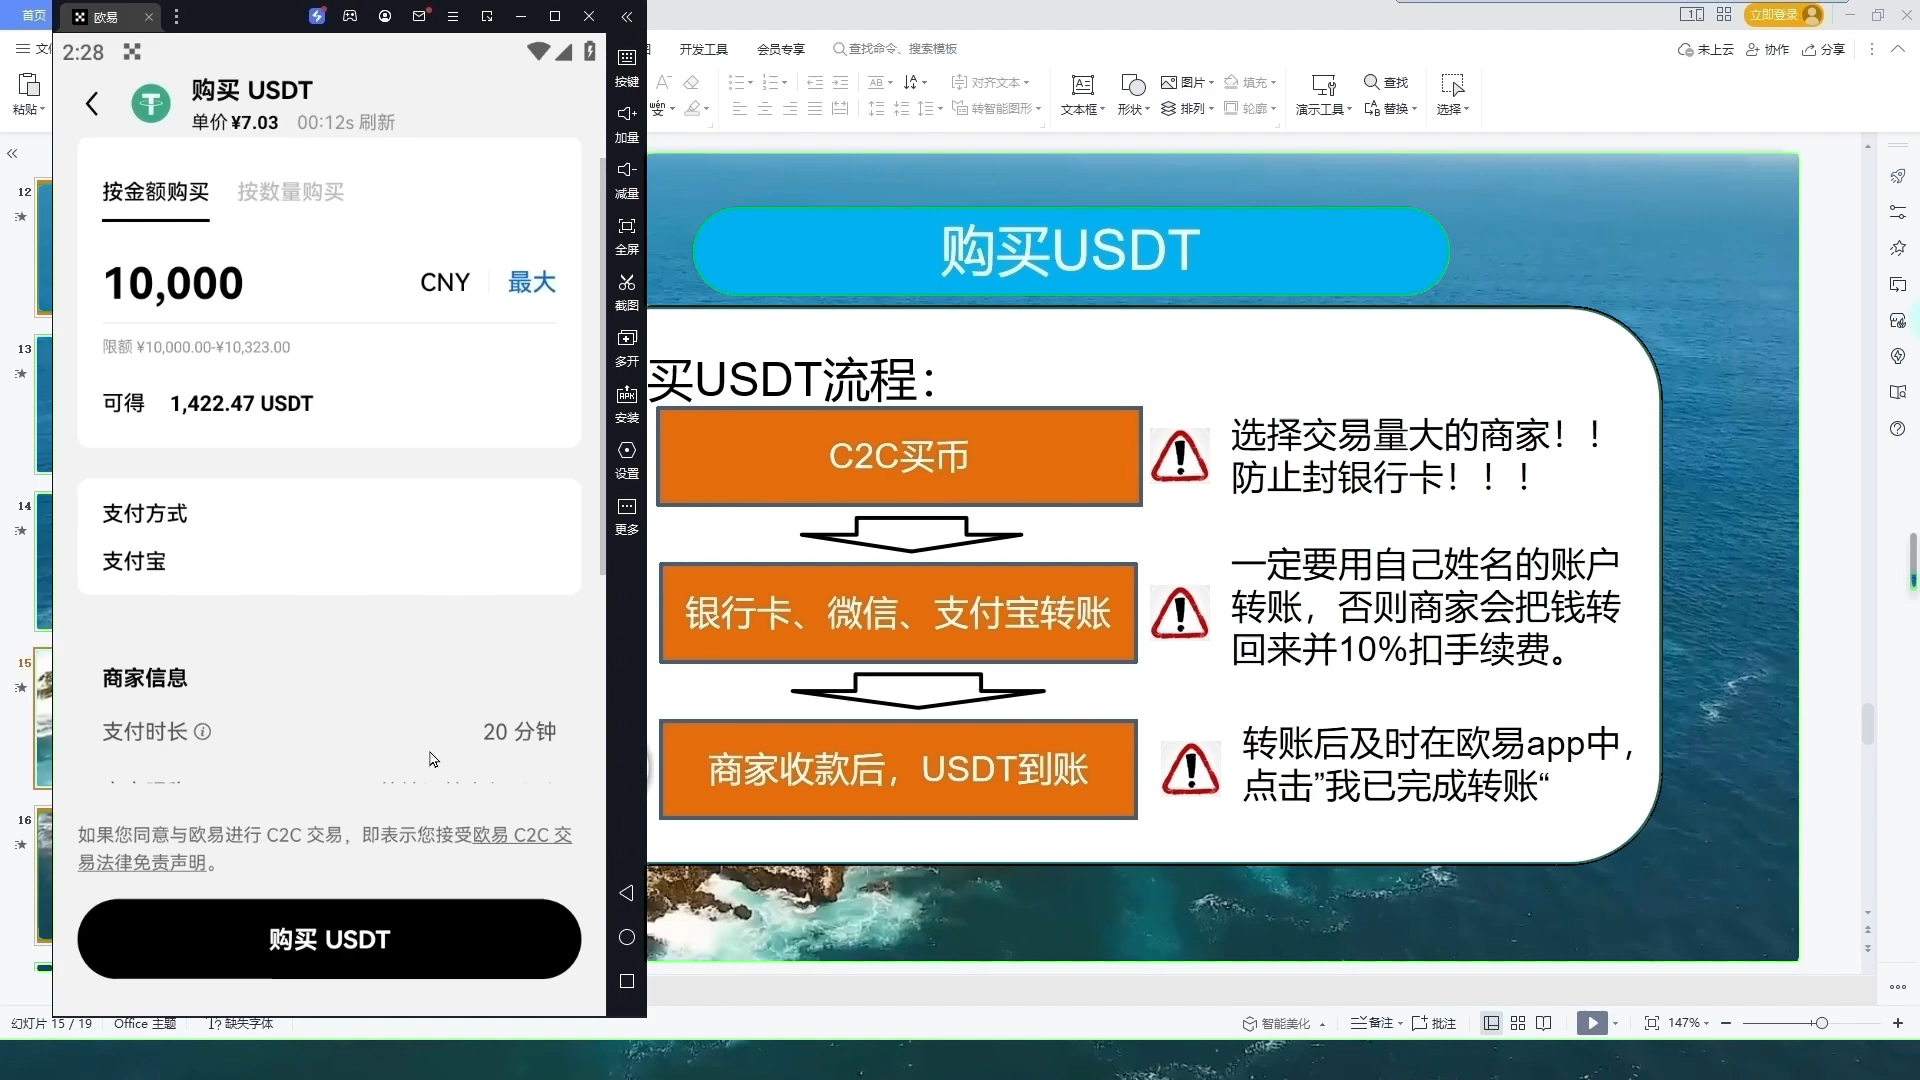 首页
欧易
2:28
购买 USDT
单价 ¥7.03 00:12s 刷新
按金额购买 按数量购买
10,000 CNY 最大
限额 ¥10,000.00-¥10,323.00
可得 1,422.47 USDT
支付方式
支付宝
商家信息
支付时长 20 分钟
如果您同意与欧易进行 C2C 交易，即表示您接受欧易 C2C 交
易法律免责声明。
购买 USDT
按键
加量
减量
全屏
截图
多开
安装
设置
更多
立即登录
开发工具 会员专享 查找命令、搜索模板
未上云 协作 分享
粘贴
对齐文本
转智能图形
文本框 形状 图片 填充
排列 轮廓
演示工具 查找
替换 选择
12
13
14
15
16
购买USDT
买USDT流程：
C2C买币
选择交易量大的商家！！
防止封银行卡！！！
银行卡、微信、支付宝转账
一定要用自己姓名的账户
转账，否则商家会把钱转
回来并10%扣手续费。
商家收款后，USDT到账
转账后及时在欧易app中，
点击”我已完成转账“
幻灯片 15 / 19 Office 主题 缺失字体
智能美化 备注 批注 147%